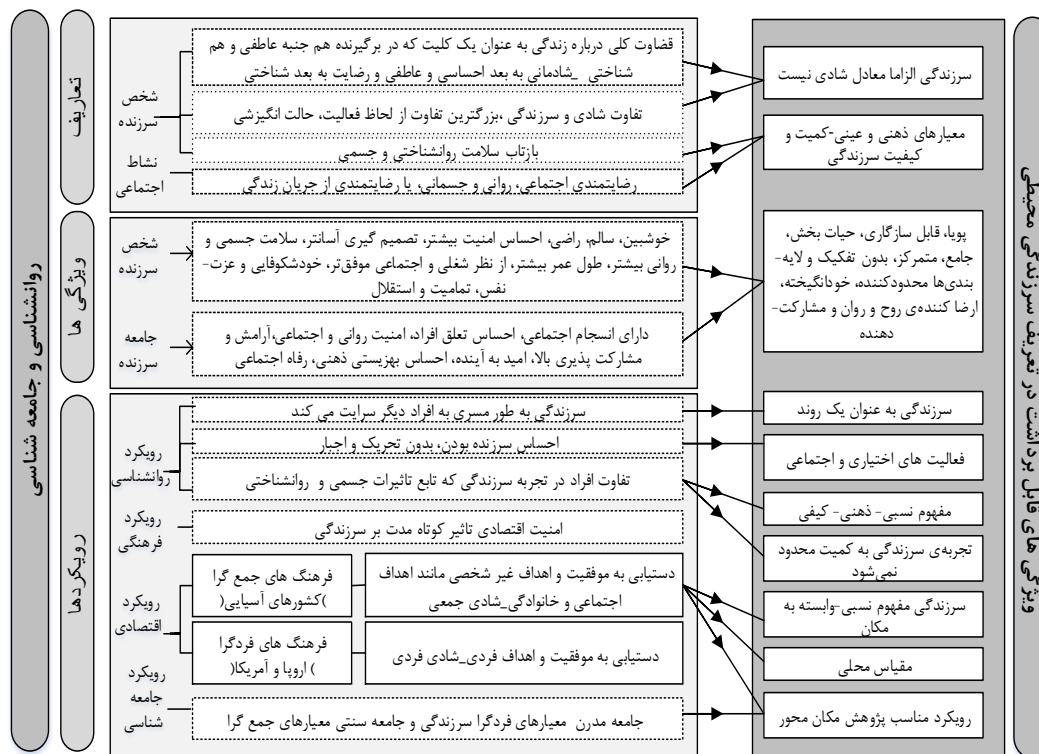 روانشناسی و جامعه شناسی
تعاریف
شخص
سرزنده
قضاوت کلی درباره زندگی به عنوان یک کلیت که در برگیرنده هم جنبه عاطفی و هم
شناختی _شادمانی به بعد احساسی و عاطفی و رضایت به بعد شناختی
تفاوت شادی و سرزندگی ،بزرگترین تفاوت از لحاظ فعالیت، حالت انگیزشی
بازتاب سلامت روانشناختی و جسمی
نشاط
اجتماعی
رضایتمندی اجتماعی، روانی و جسمانی، یا رضایتمندی از جریان زندگی
سرزندگی الزاما معادل شادی نیست
معیارهای ذهنی و عینی-کمیت و
کیفیت سرزندگی
ویژگی ها
شخص
سرزنده
خوشبین، سالم، راضی، احساس امنیت بیشتر، تصمیم گیری آسانتر، سلامت جسمی و
روانی بیشتر، طول عمر بیشتر، از نظر شغلی و اجتماعی موفق‌تر، خودشکوفایی و عزت-
نفس، تمامیت و استقلال
جامعه
سرزنده
دارای انسجام اجتماعی، احساس تعلق افراد، امنیت روانی و اجتماعی،آرامش و
مشارکت پذیری بالا، امید به آینده، احساس بهزیستی ذهنی، رفاه اجتماعی
پویا، قابل سازگاری، حیات بخش،
جامع، متمرکز، بدون تفکیک و لایه-
بندی‌ها محدودکننده، خودانگیخته،
ارضا کننده‌ی روح و روان و مشارکت-
دهنده
رویکردها
رویکرد
روانشناسی
سرزندگی به طور مسری به افراد دیگر سرایت می کند
احساس سرزنده بودن، بدون تحریک و اجبار
تفاوت افراد در تجربه سرزندگی که تابع تاثیرات جسمی و روانشناختی
رویکرد
فرهنگی
امنیت اقتصادی تاثیر کوتاه مدت بر سرزندگی
رویکرد
اقتصادی
فرهنگ های جمع گرا
)کشورهای آسیایی(
دستیابی به موفقیت و اهداف غیر شخصی مانند اهداف
اجتماعی و خانوادگی_شادی جمعی
فرهنگ های فردگرا
) اروپا و آمریکا(
دستیابی به موفقیت و اهداف فردی_شادی فردی
رویکرد
جامعه
شناسی
جامعه مدرن معیارهای فردگرا سرزندگی و جامعه سنتی معیارهای جمع گرا
سرزندگی به عنوان یک روند
فعالیت های اختیاری و اجتماعی
مفهوم نسبی- ذهنی- کیفی
تجربه‌ی سرزندگی به کمیت محدود
نمی‌شود
سرزندگی مفهوم نسبی-وابسته به
مکان
مقیاس محلی
رویکرد مناسب پژوهش مکان محور
ویژگی های قابل برداشت در تعریف سرزندگی محیطی